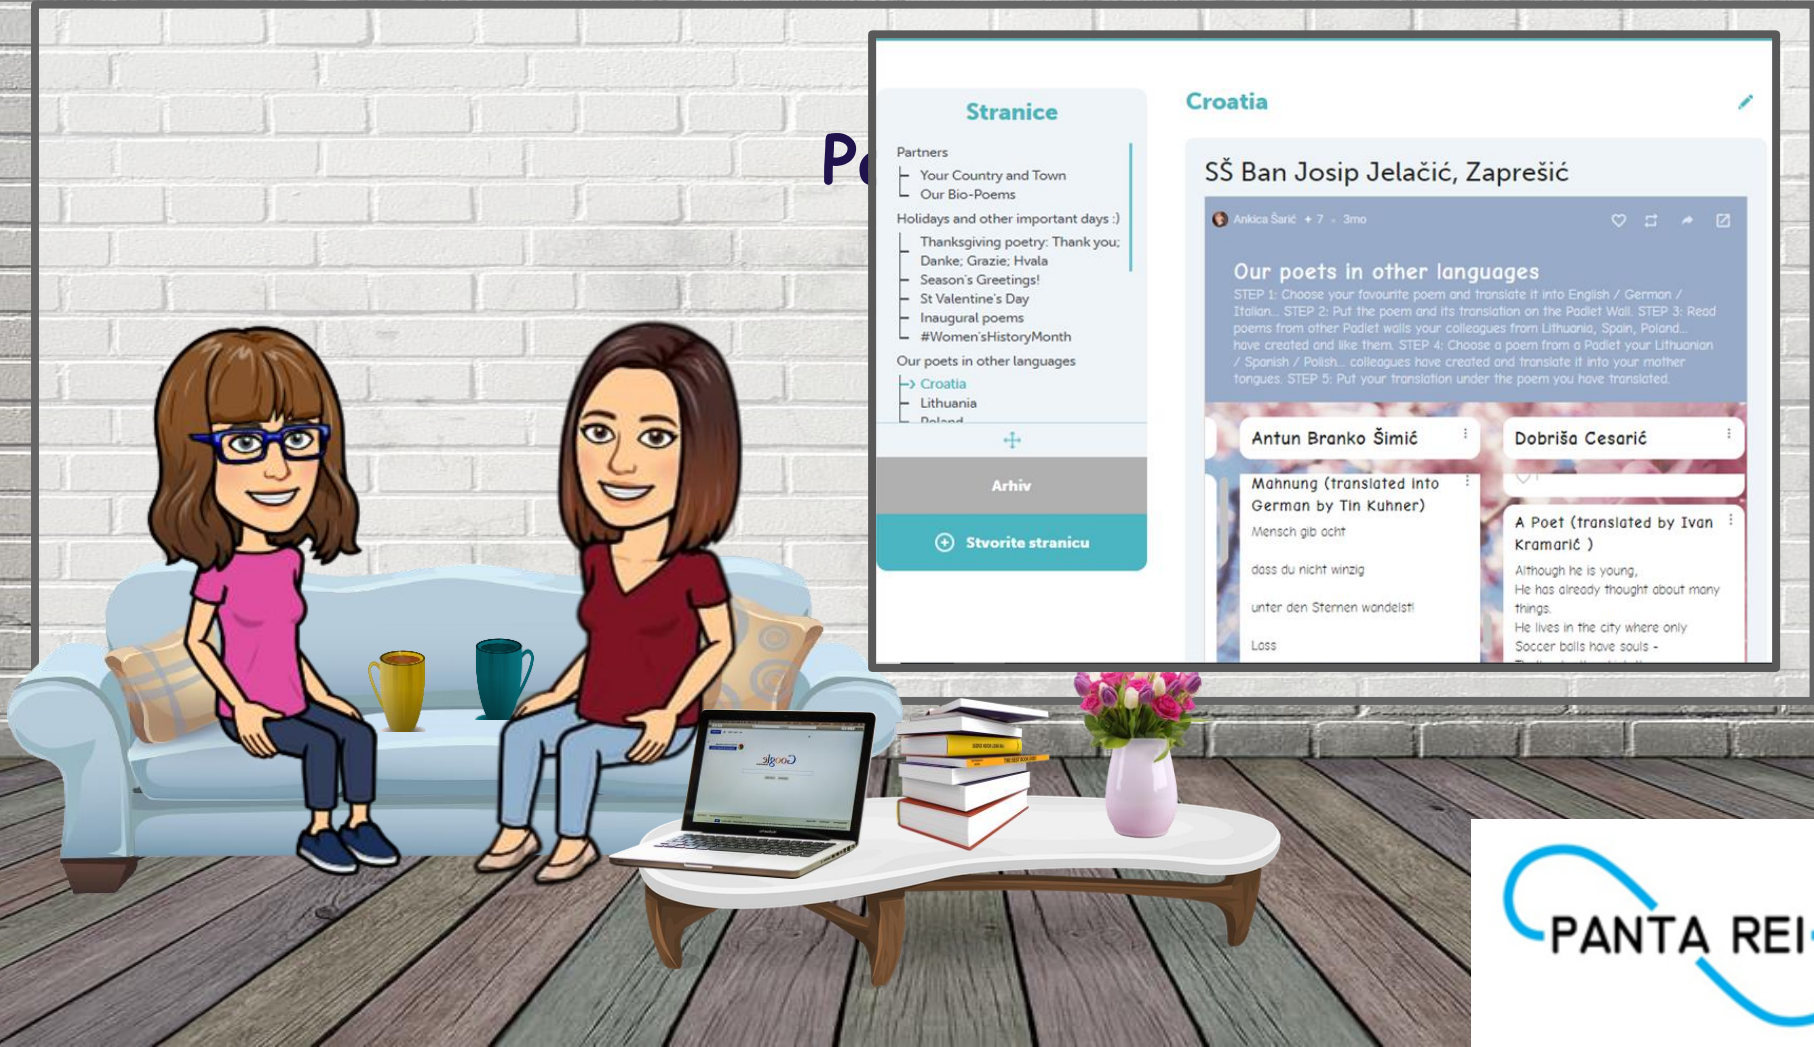 Stranice
Partners
Your Country and Town
Our Bio-Poems
Holidays and other important days :)
Thanksgiving poetry: Thank you;
Danke; Grazie; Hvala
Season's Greetings!
St Valentine's Day
Inaugural poems
#Women'sHistoryMonth
Our poets in other languages
Croatia
Lithuania
Poland
Arhiv
Stvorite stranicu
Croatia
SŠ Ban Josip Jelačić, Zaprešić
Ankica Šarić + 7 • 3mo
Our poets in other languages
STEP 1: Choose your favourite poem and translate it into English / German /
Italian... STEP 2: Put the poem and its translation on the Padlet Wall. STEP 3: Read
poems from other Padlet walls your colleagues from Lithuania, Spain, Poland...
have created and like them. STEP 4: Choose a poem from a Padlet your Lithuanian
/ Spanish / Polish... colleagues have created and translate it into your mother
tongues. STEP 5: Put your translation under the poem you have translated.
Antun Branko Šimić
Mahnung (translated into
German by Tin Kuhner)
Mensch gib acht
dass du nicht winzig
unter den Sternen wandelst!
Lass
Dobriša Cesarić
A Poet (translated by Ivan
Kramarić )
Although he is young,
He has already thought about many
things.
He lives in the city where only
Soccer balls have souls -
Google
PANTA REI